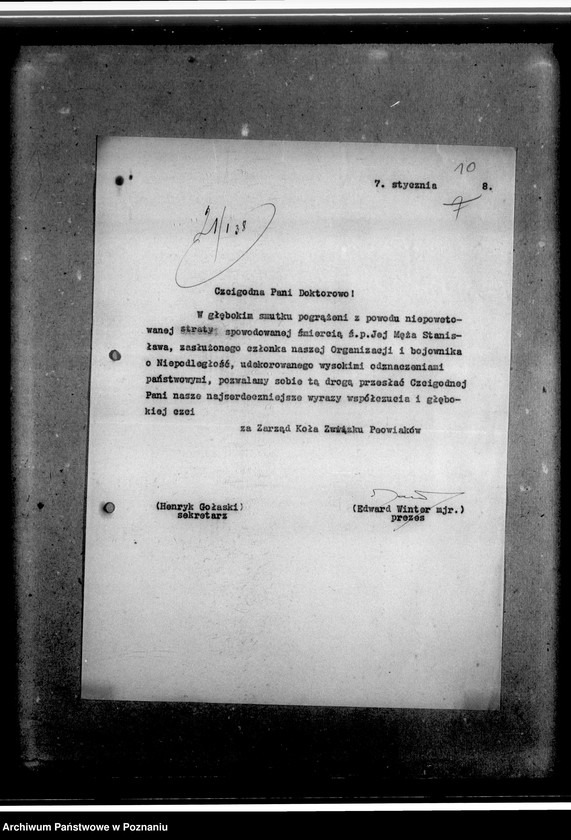 10
7. stycznia 8.
7
21/I 38
Czcigodna Pani Doktorowo!
W głębokim smutku pogrążeni z powodu niepoweto-
wanej straty spowodowanej śmiercią ś.p.Jej Męża Stanis-
ława, zasłużonego członka naszej Organizacji i bojownika
o Niepodległość, udekorowanego wysokimi odznaczeniami
państwowymi, pozwalamy sobie tą drogą przesłać Czcigodnej
Pani nasze najserdeczniejsze wyrazy współczucia i głębo-
kiej czci
za Zarząd Koła Związku Peowiaków
(Henryk Gołaski) (Edward Winter mjr.)
sekretarz prezes
Archiwum Państwowe w Poznaniu